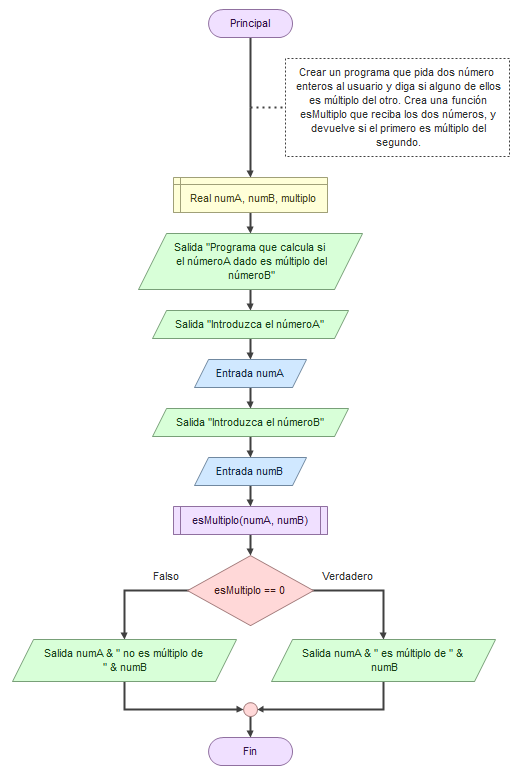 Principal
Crear un programa que pida dos número
enteros al usuario y diga si alguno de ellos
es múltiplo del otro. Crea una función
esMultiplo que reciba los dos números, y
devuelve si el primero es múltiplo del
segundo.
Real numA, numB, multiplo
Salida "Programa que calcula si
el númeroA dado es múltiplo del
númeroB"
Salida "Introduzca el númeroA"
Entrada numA
Salida "Introduzca el númeroB"
Entrada numB
esMultiplo(numA, numB)
Falso
Verdadero
esMultiplo == 0
Salida numA & " no es múltiplo de
" & numB
Salida numA & " es múltiplo de " &
numB
Fin